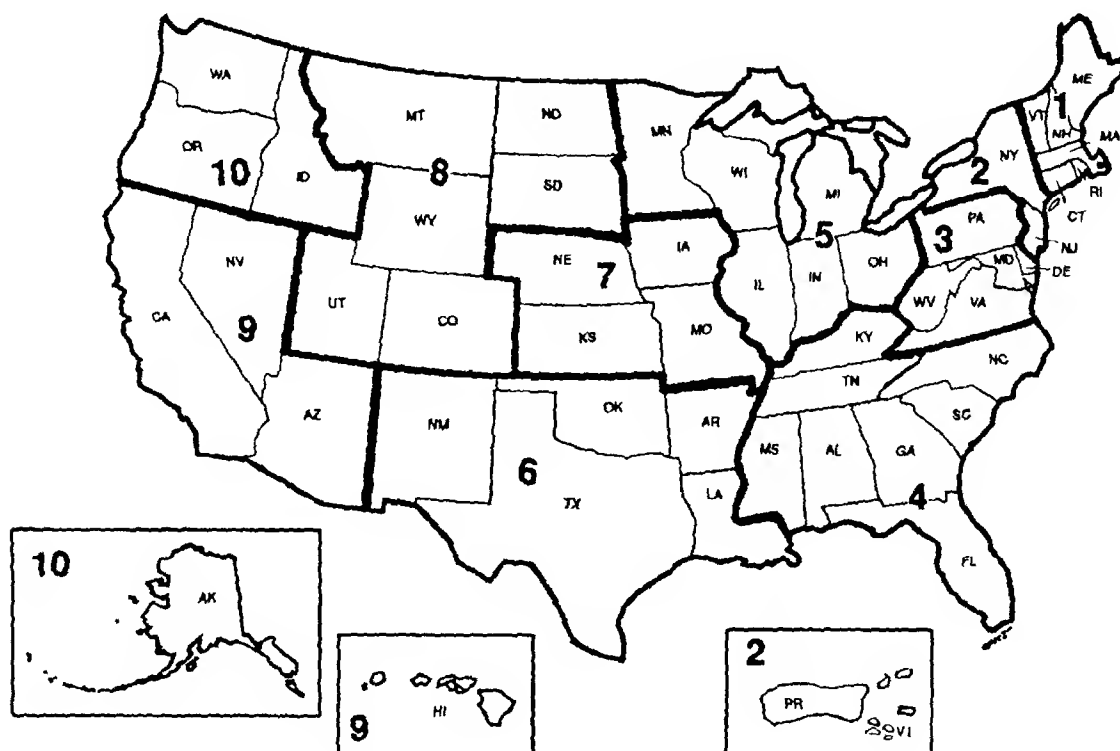 WA
MT
ND
MN
ME
VT
1
NH
MA
OR
ID
10
8
SD
WI
MI
NY
2
RI
WY
5
PA
3
CT
NJ
IA
NE
7
OH
MD
DE
NV
UT
CO
IL
IN
WV
VA
CA
9
KS
MO
KY
NC
TN
AZ
NM
OK
AR
SC
MS
AL
GA
6
TX
LA
4
FL
10
AK
2
PR
VI
HI
9